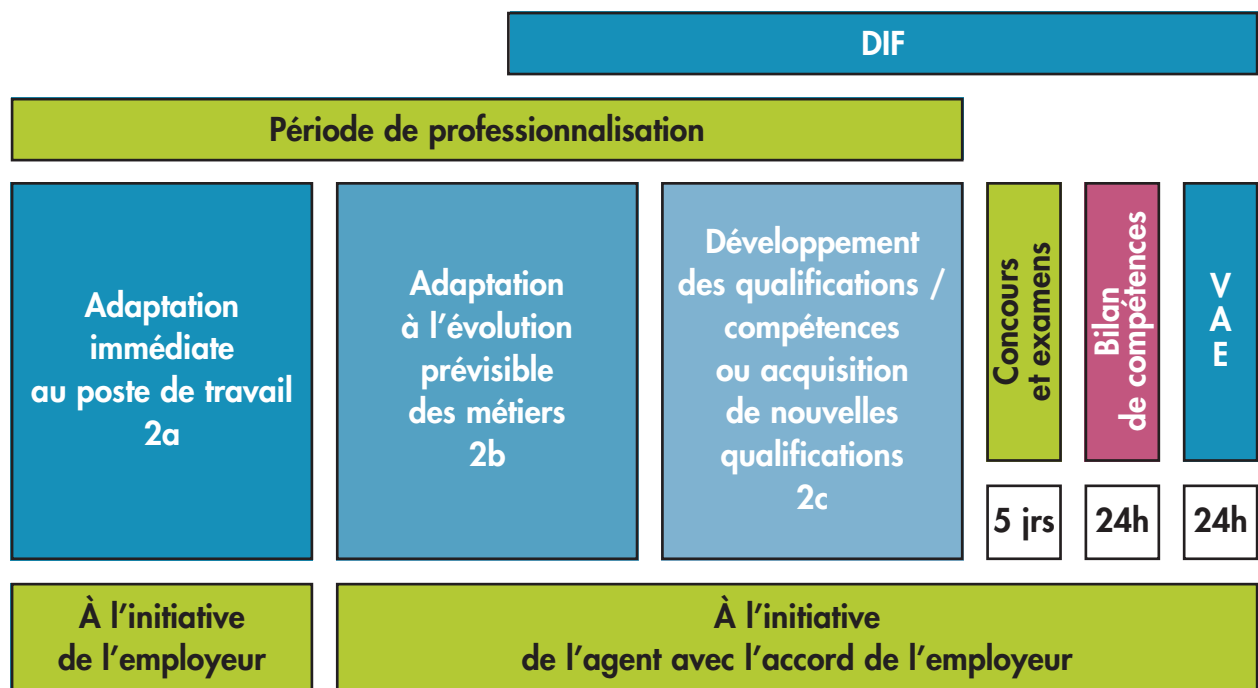 DIF
Période de professionnalisation
Adaptation
immédiate
au poste de travail
2a
Adaptation
à l’évolution
prévisible
des métiers
2b
Développement
des qualifications /
compétences
ou acquisition
de nouvelles
qualifications
2c
Concours
et examens
Bilan
de compétences
V
A
E
5 jrs
24h
24h
À l’initiative
de l’employeur
À l’initiative
de l’agent avec l’accord de l’employeur